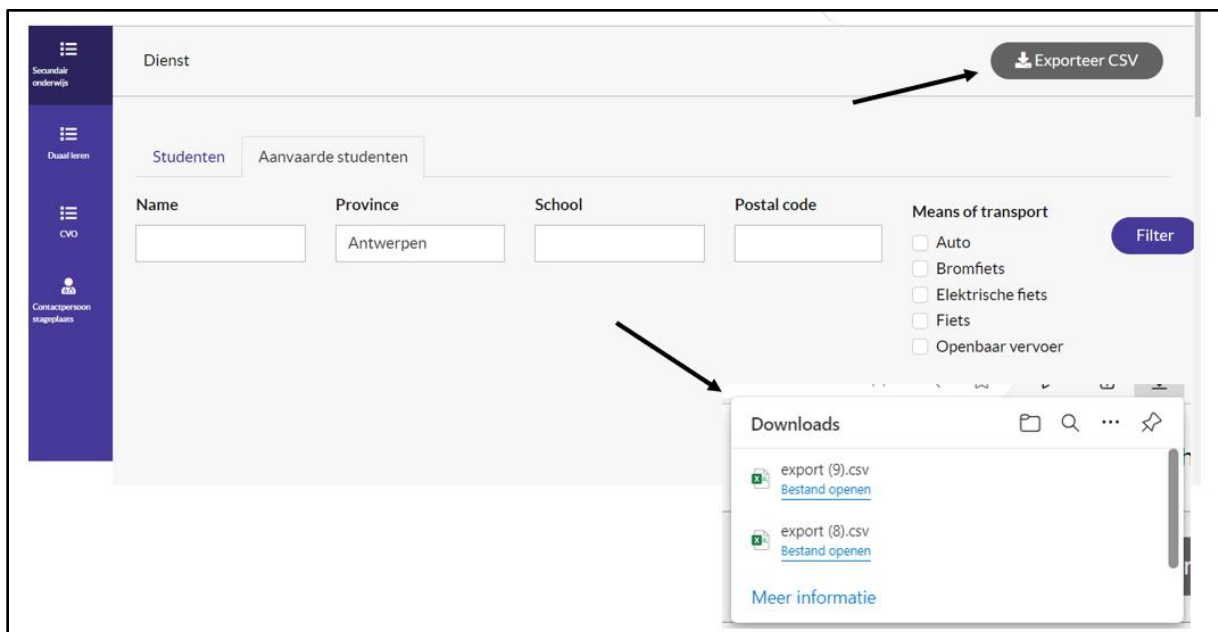 Secundair
onderwijs
Duaal leren
CVO
Contactpersoon
stageplaats
Dienst
Exporteer CSV
Studenten
Aanvaarde studenten
Name
Province
School
Postal code
Means of transport
Antwerpen
Auto
Bromfiets
Elektrische fiets
Fiets
Openbaar vervoer
Filter
Downloads
export (9).csv
Bestand openen
export (8).csv
Bestand openen
Meer informatie